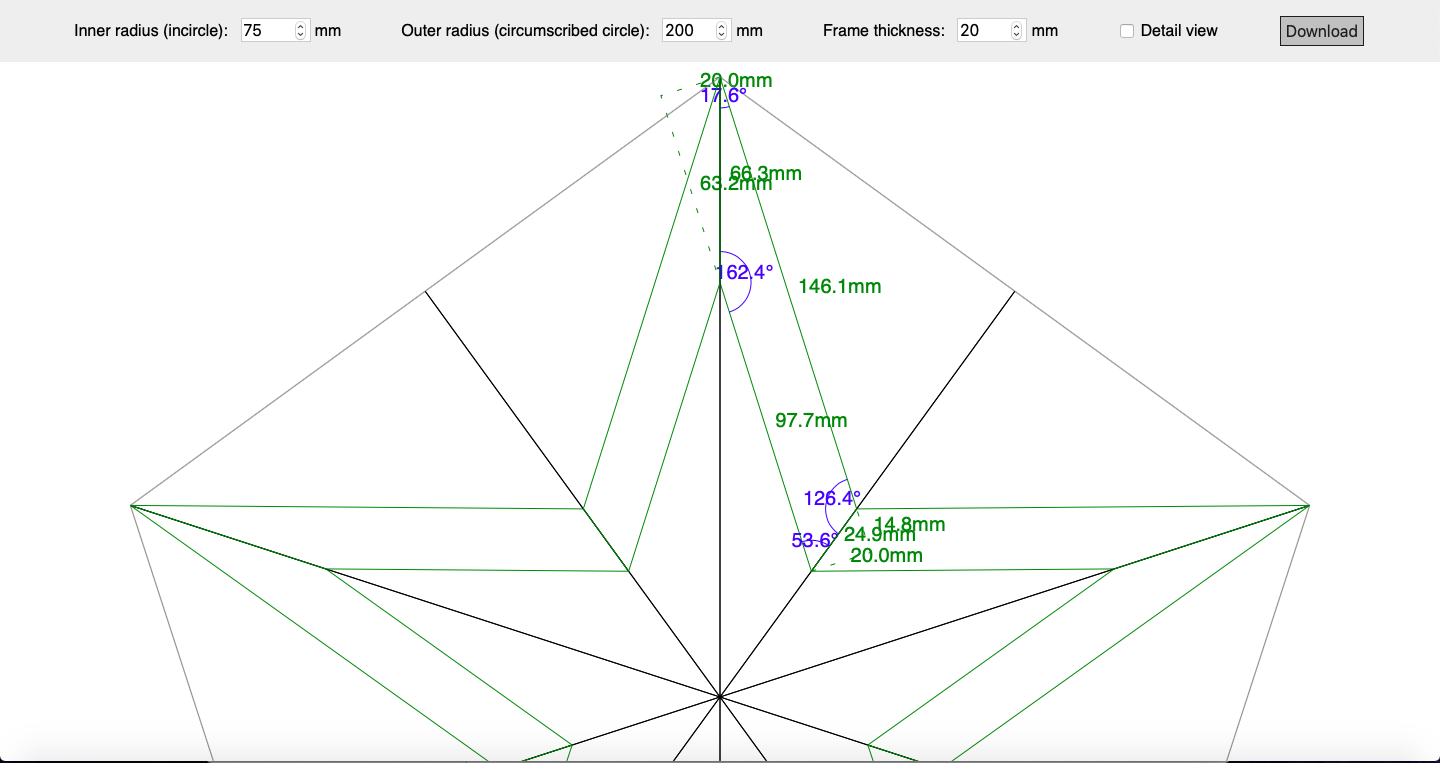 Inner radius (incircle): 75 mm Outer radius (circumscribed circle): 200 mm Frame thickness: 20 mm Detail view Download
20.0mm
17.6°
66.3mm
63.2mm
162.4°
146.1mm
97.7mm
126.4°
14.8mm
24.9mm
53.6°
20.0mm